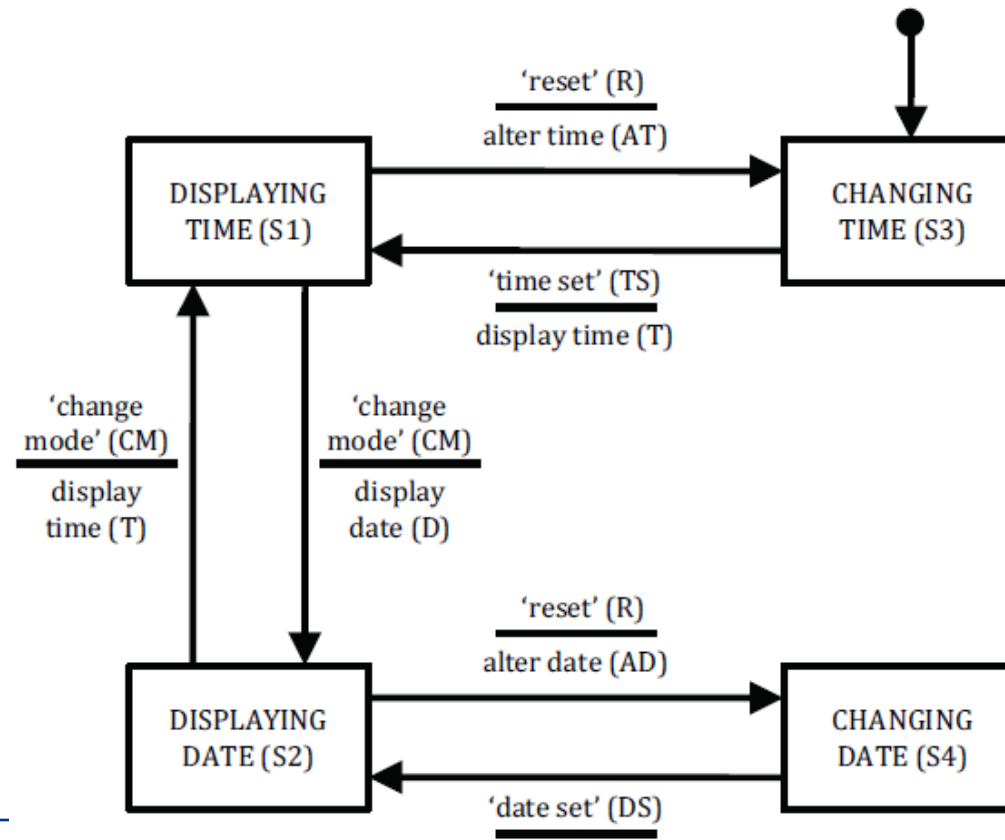 ‘reset’ (R)
alter time (AT)
DISPLAYING
TIME (S1)
CHANGING
TIME (S3)
‘time set’ (TS)
display time (T)
‘change
mode’ (CM)
display
time (T)
‘change
mode’ (CM)
display
date (D)
‘reset’ (R)
alter date (AD)
DISPLAYING
DATE (S2)
CHANGING
DATE (S4)
‘date set’ (DS)